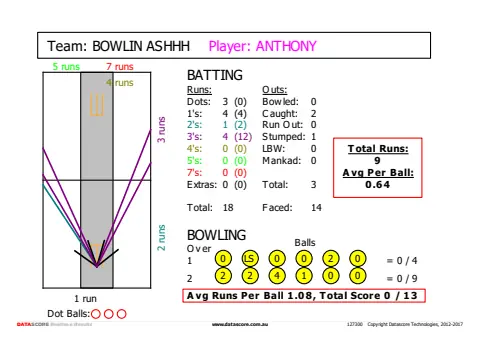 Team: BOWLIN ASHHH Player: ANTHONY
5 runs 7 runs
4 runs
3 runs
2 runs
1 run
Dot Balls:
BATTING
Runs: Outs:
Dots: 3 (0) Bowled: 0
1's: 4 (4) Caught: 2
2's: 1 (2) Run Out: 0
3's: 4 (12) Stumped: 1
4's: 0 (0) LBW: 0
5's: 0 (0) Mankad: 0
7's: 0 (0)
Extras: 0 (0) Total: 3
Total: 18 Faced: 14
Total Runs:
9
Avg Per Ball:
0.64
BOWLING
Over Balls
1 0 LS 0 0 2 0 = 0 / 4
2 2 2 4 1 0 0 = 0 / 9
Avg Runs Per Ball 1.08, Total Score 0 / 13
DATASCORE www.datascore.com.au 127300 Copyright Datascore Technologies, 2012-2017